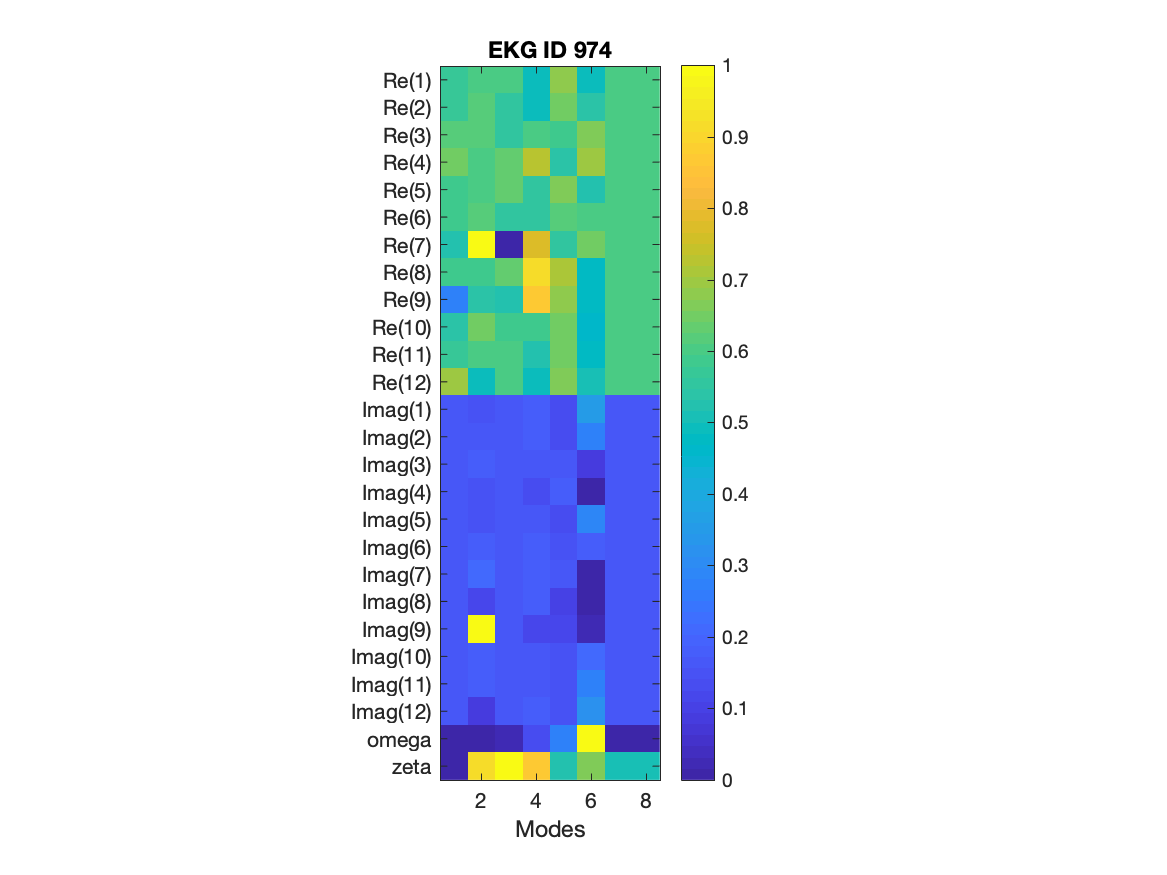 EKG ID 974
Re(1)
Re(2)
Re(3)
Re(4)
Re(5)
Re(6)
Re(7)
Re(8)
Re(9)
Re(10)
Re(11)
Re(12)
Imag(1)
Imag(2)
Imag(3)
Imag(4)
Imag(5)
Imag(6)
Imag(7)
Imag(8)
Imag(9)
Imag(10)
Imag(11)
Imag(12)
omega
zeta
2 4 6 8
Modes
1
0.9
0.8
0.7
0.6
0.5
0.4
0.3
0.2
0.1
0